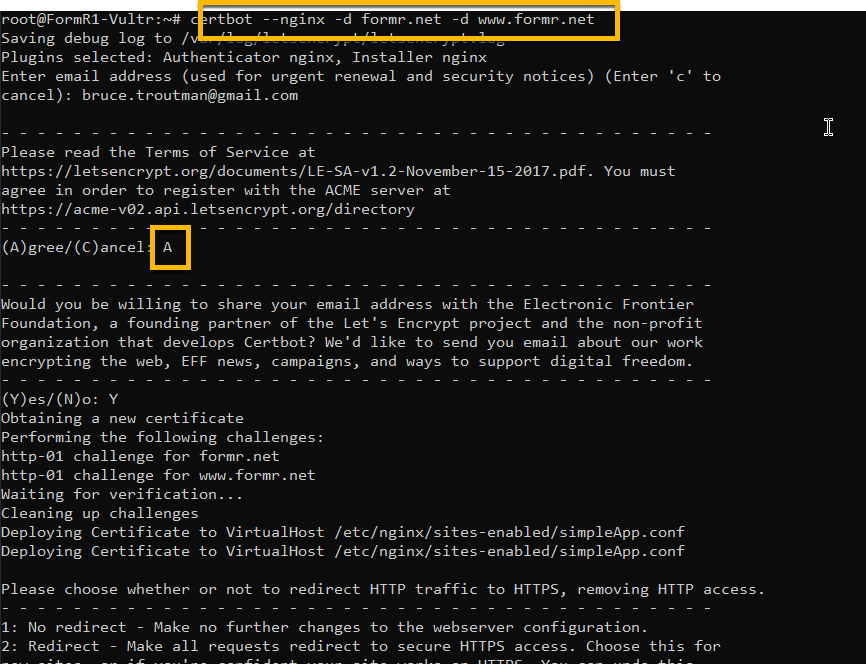 root@FormR1-Vultr:~# certbot --nginx -d formr.net -d www.formr.net
Saving debug log to /var/log/letsencrypt/letsencrypt.log
Plugins selected: Authenticator nginx, Installer nginx
Enter email address (used for urgent renewal and security notices) (Enter 'c' to
cancel): bruce.troutman@gmail.com
- - - - - - - - - - - - - - - - - - - - - - - - - - - - - - - - - - - - - - - -
Please read the Terms of Service at
https://letsencrypt.org/documents/LE-SA-v1.2-November-15-2017.pdf. You must
agree in order to register with the ACME server at
https://acme-v02.api.letsencrypt.org/directory
- - - - - - - - - - - - - - - - - - - - - - - - - - - - - - - - - - - - - - - -
(A)gree/(C)ancel: A
- - - - - - - - - - - - - - - - - - - - - - - - - - - - - - - - - - - - - - - -
Would you be willing to share your email address with the Electronic Frontier
Foundation, a founding partner of the Let's Encrypt project and the non-profit
organization that develops Certbot? We'd like to send you email about our work
encrypting the web, EFF news, campaigns, and ways to support digital freedom.
- - - - - - - - - - - - - - - - - - - - - - - - - - - - - - - - - - - - - - - -
(Y)es/(N)o: Y
Obtaining a new certificate
Performing the following challenges:
http-01 challenge for formr.net
http-01 challenge for www.formr.net
Waiting for verification...
Cleaning up challenges
Deploying Certificate to VirtualHost /etc/nginx/sites-enabled/simpleApp.conf
Deploying Certificate to VirtualHost /etc/nginx/sites-enabled/simpleApp.conf
Please choose whether or not to redirect HTTP traffic to HTTPS, removing HTTP access.
- - - - - - - - - - - - - - - - - - - - - - - - - - - - - - - - - - - - - - - -
1: No redirect - Make no further changes to the webserver configuration.
2: Redirect - Make all requests redirect to secure HTTPS access. Choose this for